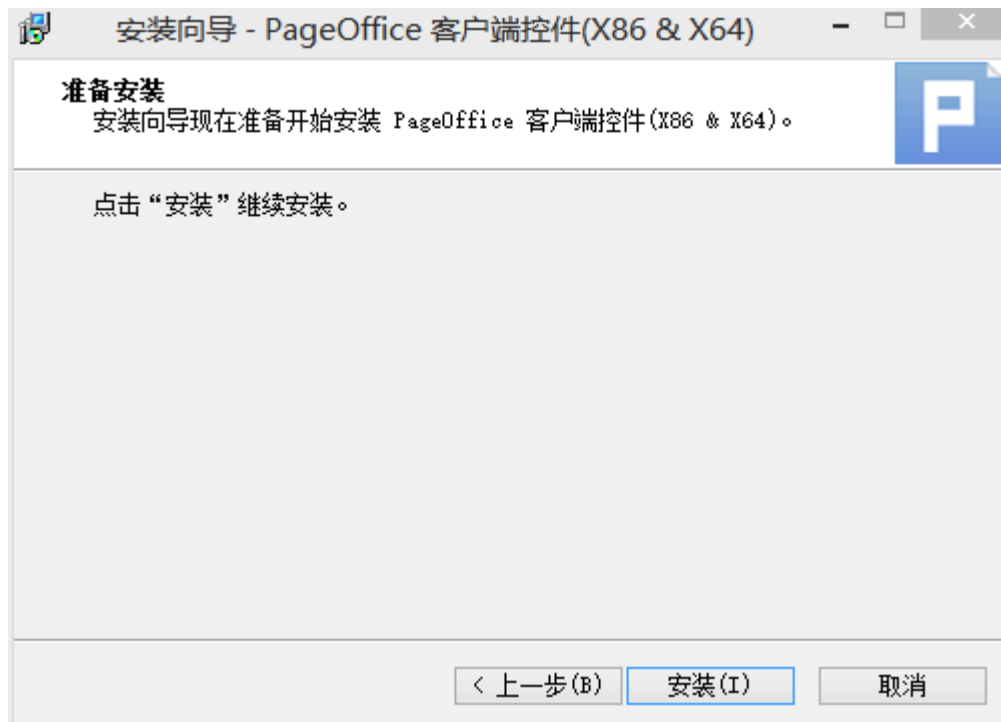 安装向导 - PageOffice 客户端控件(X86 & X64)
准备安装
安装向导现在准备开始安装 PageOffice 客户端控件(X86 & X64)。
P
点击“安装”继续安装。
< 上一步(B)
安装(I)
取消